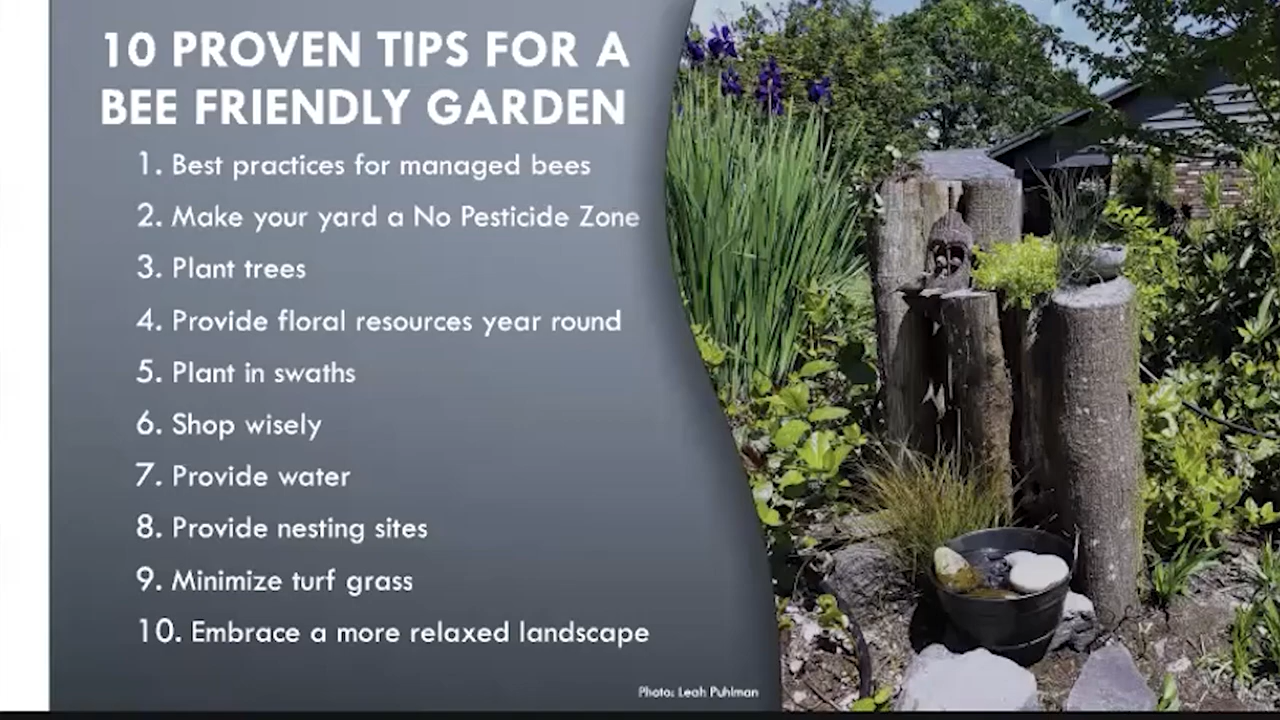 10 PROVEN TIPS FOR A
BEE FRIENDLY GARDEN
1. Best practices for managed bees
2. Make your yard a No Pesticide Zone
3. Plant trees
4. Provide floral resources year round
5. Plant in swaths
6. Shop wisely
7. Provide water
8. Provide nesting sites
9. Minimize turf grass
10. Embrace a more relaxed landscape
Photo: Leah Puhlman